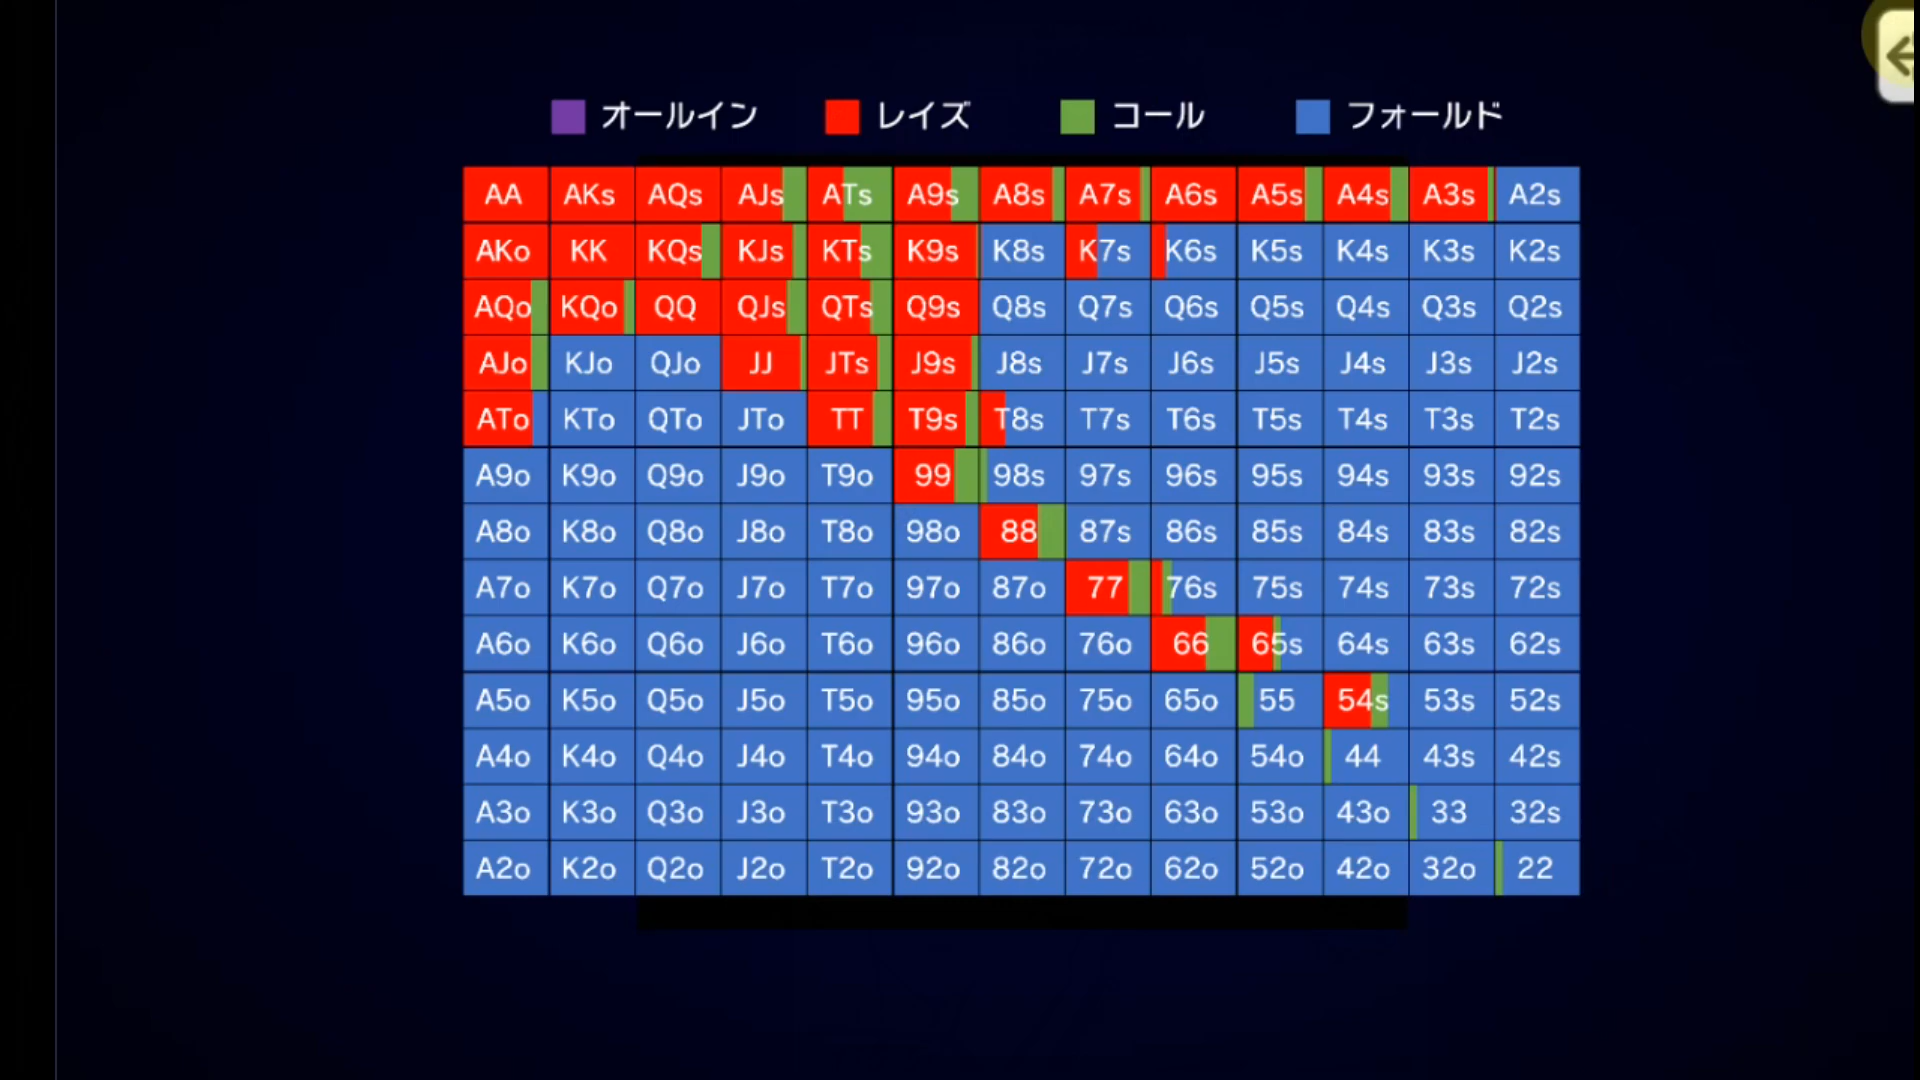 オールイン レイズ コール フォールド
AA AKs AQs AJs ATs A9s A8s A7s A6s A5s A4s A3s A2s
AKo KK KQs KJs KTs K9s K8s K7s K6s K5s K4s K3s K2s
AQo KQo QQ QJs QTs Q9s Q8s Q7s Q6s Q5s Q4s Q3s Q2s
AJo KJo QJo JJ JTs J9s J8s J7s J6s J5s J4s J3s J2s
ATo KTo QTo JTo TT T9s T8s T7s T6s T5s T4s T3s T2s
A9o K9o Q9o J9o T9o 99 98s 97s 96s 95s 94s 93s 92s
A8o K8o Q8o J8o T8o 98o 88 87s 86s 85s 84s 83s 82s
A7o K7o Q7o J7o T7o 97o 87o 77 76s 75s 74s 73s 72s
A6o K6o Q6o J6o T6o 96o 86o 76o 66 65s 64s 63s 62s
A5o K5o Q5o J5o T5o 95o 85o 75o 65o 55 54s 53s 52s
A4o K4o Q4o J4o T4o 94o 84o 74o 64o 54o 44 43s 42s
A3o K3o Q3o J3o T3o 93o 83o 73o 63o 53o 43o 33 32s
A2o K2o Q2o J2o T2o 92o 82o 72o 62o 52o 42o 32o 22